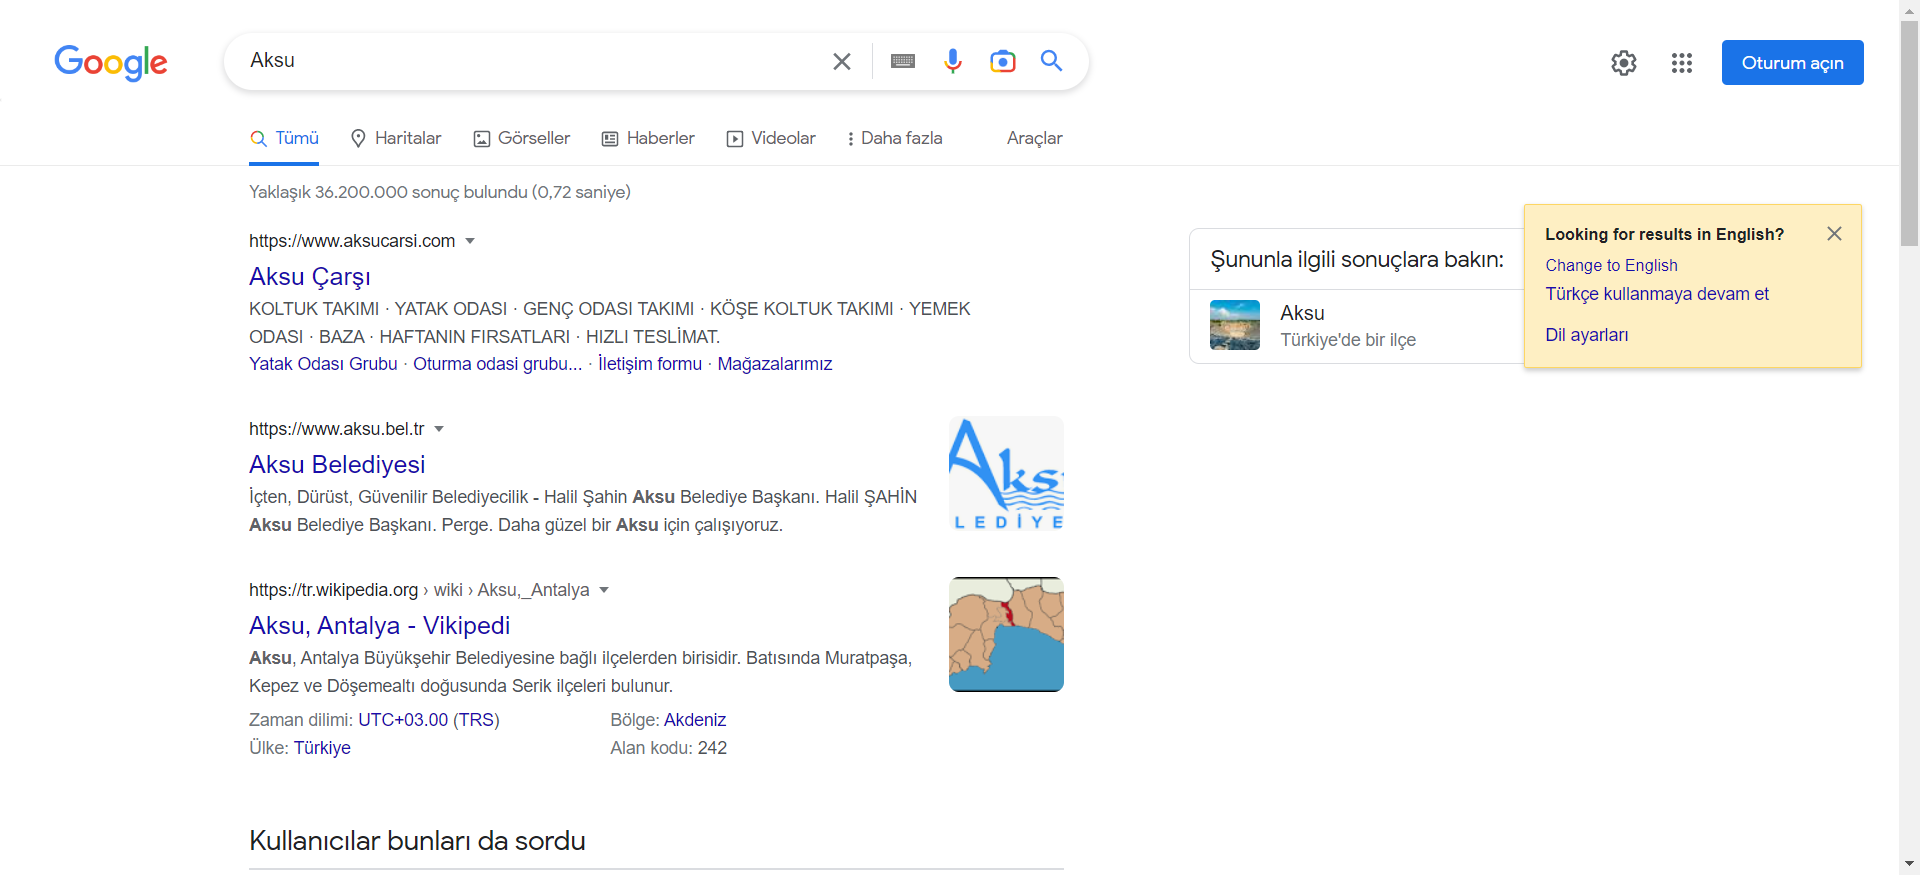 Google
Aksu
Oturum açın
Tümü
Haritalar
Görseller
Haberler
Videolar
Daha fazla
Araçlar
Yaklaşık 36.200.000 sonuç bulundu (0,72 saniye)
https://www.aksucarsi.com
Aksu Çarşı
KOLTUK TAKIMI · YATAK ODASI · GENÇ ODASI TAKIMI · KÖŞE KOLTUK TAKIMI · YEMEK
ODASI · BAZA · HAFTANIN FIRSATLARI · HIZLI TESLİMAT.
Yatak Odası Grubu · Oturma odasi grubu... · İletişim formu · Mağazalarımız
https://www.aksu.bel.tr
Aksu Belediyesi
İçten, Dürüst, Güvenilir Belediyecilik - Halil Şahin Aksu Belediye Başkanı. Halil ŞAHİN
Aksu Belediye Başkanı. Perge. Daha güzel bir Aksu için çalışıyoruz.
Aks
LEDİYE
https://tr.wikipedia.org › wiki › Aksu,_Antalya
Aksu, Antalya - Vikipedi
Aksu, Antalya Büyükşehir Belediyesine bağlı ilçelerden birisidir. Batısında Muratpaşa,
Kepez ve Döşemealtı doğusunda Serik ilçeleri bulunur.
Zaman dilimi: UTC+03.00 (TRS)
Bölge: Akdeniz
Ülke: Türkiye
Alan kodu: 242
Kullanıcılar bunları da sordu
Şununla ilgili sonuçlara bakın:
Aksu
Türkiye'de bir ilçe
Looking for results in English?
Change to English
Türkçe kullanmaya devam et
Dil ayarları